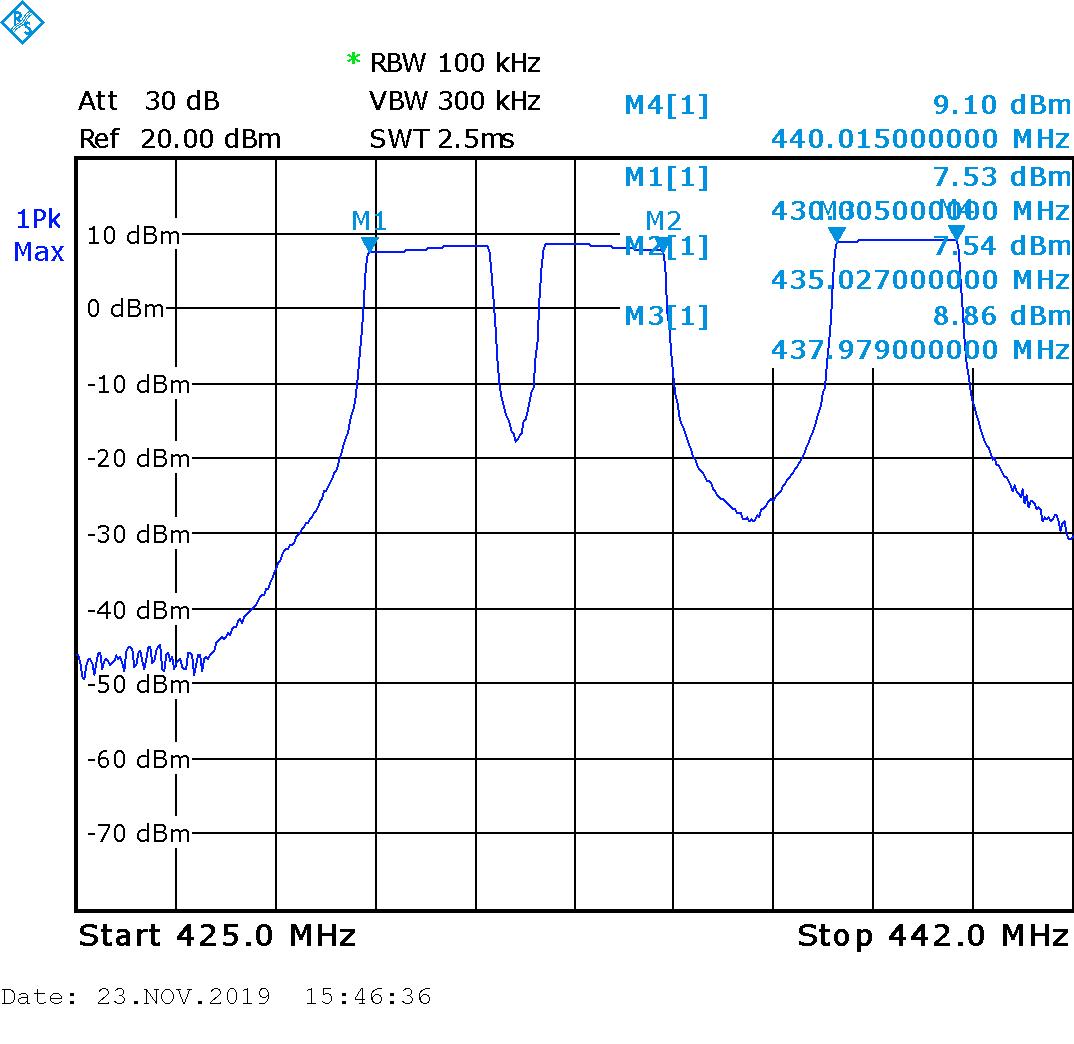 R S
* RBW 100 kHz
Att 30 dB VBW 300 kHz M4[1] 9.10 dBm
Ref 20.00 dBm SWT 2.5ms 440.015000000 MHz
M1[1] 7.53 dBm
1Pk M1 M2 430.005000000 MHz
Max 10 dBm M2[1] M3 M4 7.54 dBm
435.027000000 MHz
0 dBm M3[1] 8.86 dBm
437.979000000 MHz
-10 dBm
-20 dBm
-30 dBm
-40 dBm
-50 dBm
-60 dBm
-70 dBm
Start 425.0 MHz Stop 442.0 MHz
Date: 23.NOV.2019 15:46:36